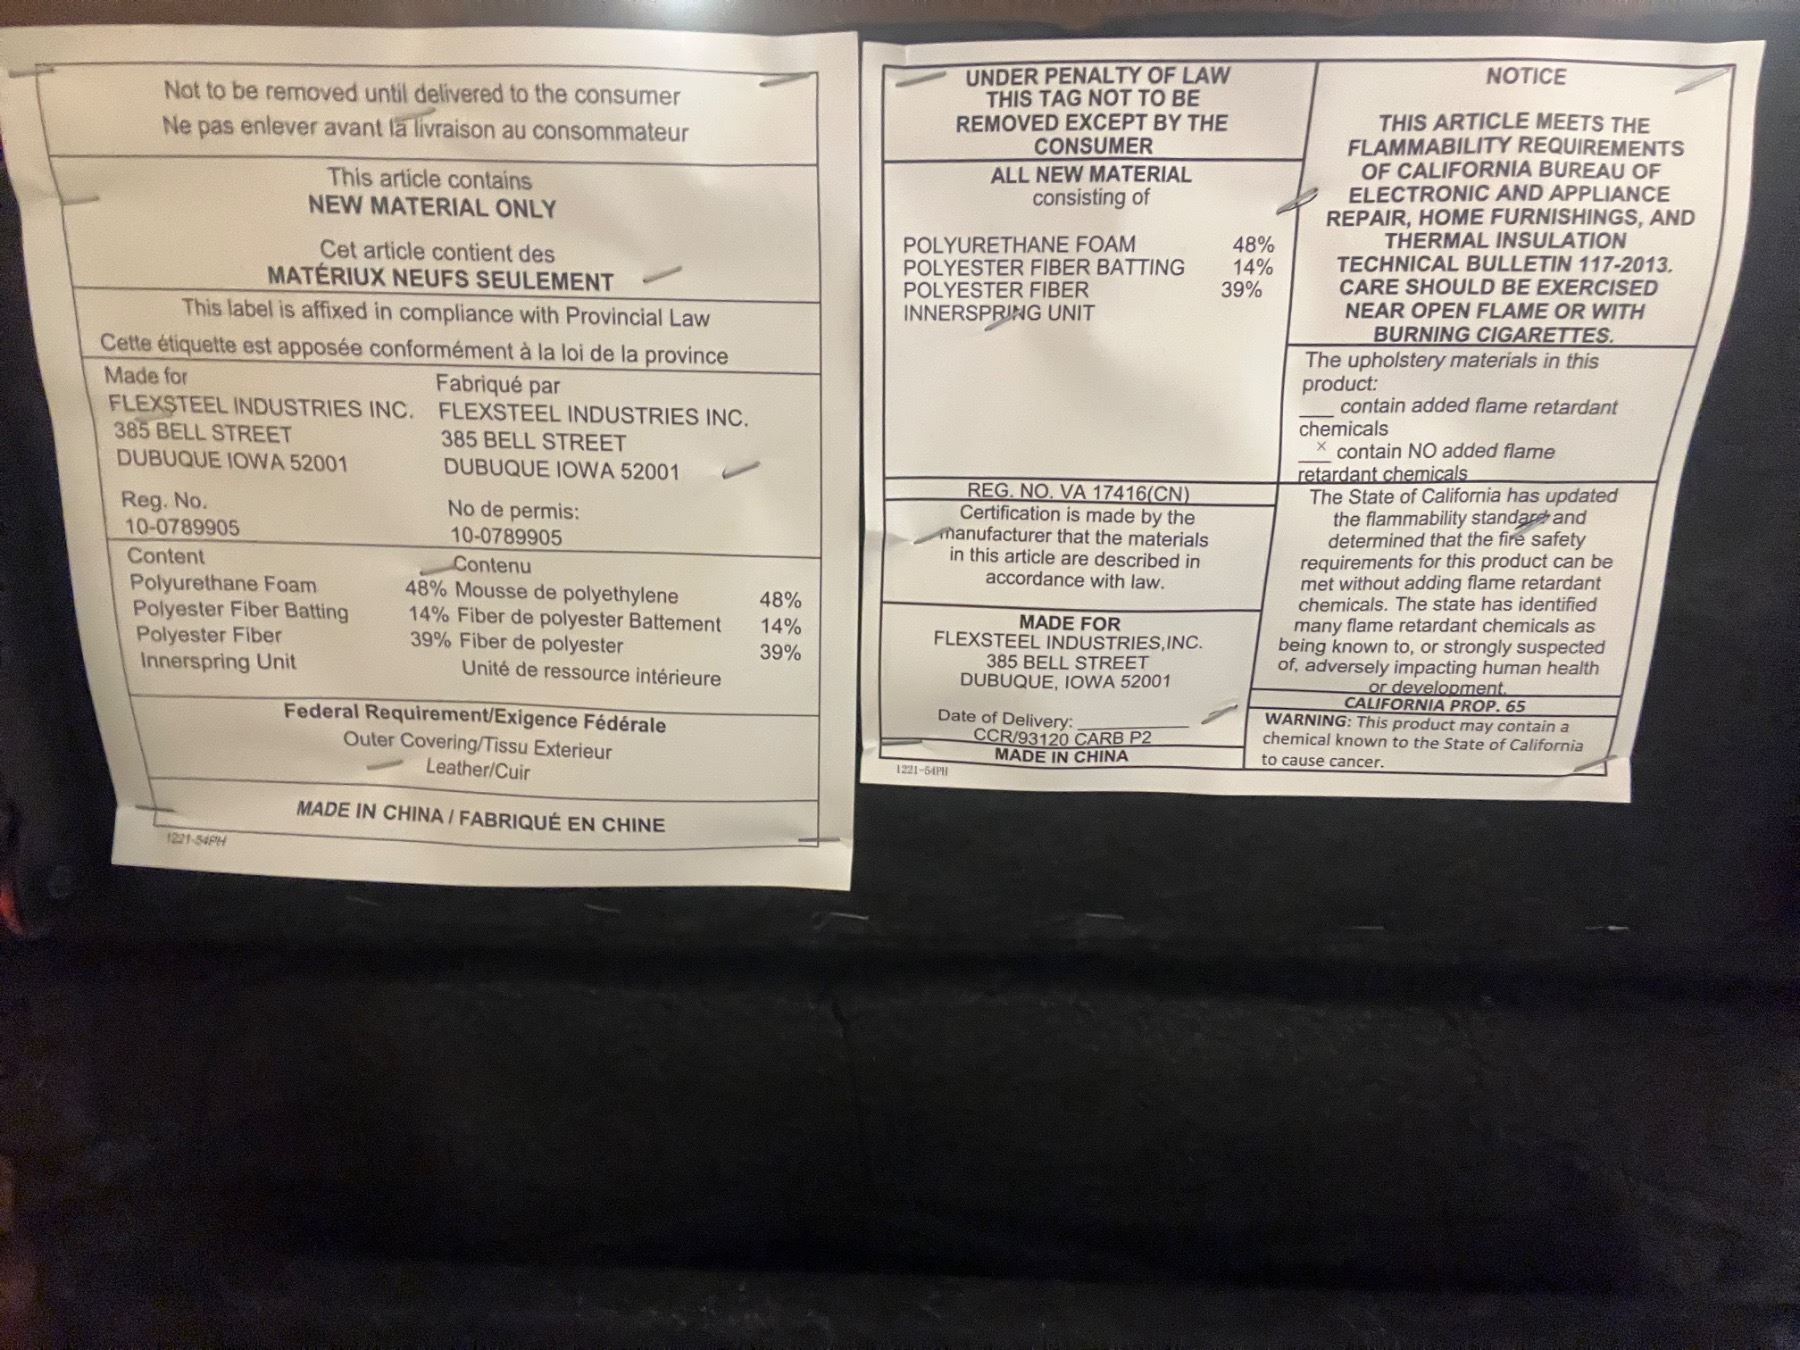 Not to be removed until delivered to the consumer
Ne pas enlever avant la livraison au consommateur
This article contains
NEW MATERIAL ONLY
Cet article contient des
MATÉRIUX NEUFS SEULEMENT
This label is affixed in compliance with Provincial Law
Cette étiquette est apposée conformément à la loi de la province
Made for
FLEXSTEEL INDUSTRIES INC.
385 BELL STREET
DUBUQUE IOWA 52001
Fabriqué par
FLEXSTEEL INDUSTRIES INC.
385 BELL STREET
DUBUQUE IOWA 52001
Reg. No.
10-0789905
No de permis:
10-0789905
Content
Polyurethane Foam 48%
Polyester Fiber Batting 14%
Polyester Fiber 39%
Innerspring Unit
Contenu
Mousse de polyethylene 48%
Fiber de polyester Battement 14%
Fiber de polyester 39%
Unité de ressource intérieure
Federal Requirement/Exigence Fédérale
Outer Covering/Tissu Exterieur
Leather/Cuir
MADE IN CHINA / FABRIQUÉ EN CHINE
1221-54PH
UNDER PENALTY OF LAW
THIS TAG NOT TO BE
REMOVED EXCEPT BY THE
CONSUMER
ALL NEW MATERIAL
consisting of
POLYURETHANE FOAM 48%
POLYESTER FIBER BATTING 14%
POLYESTER FIBER 39%
INNERSPRING UNIT
REG. NO. VA 17416(CN)
Certification is made by the
manufacturer that the materials
in this article are described in
accordance with law.
MADE FOR
FLEXSTEEL INDUSTRIES,INC.
385 BELL STREET
DUBUQUE, IOWA 52001
Date of Delivery:
CCR/93120 CARB P2
MADE IN CHINA
1221-54PH
NOTICE
THIS ARTICLE MEETS THE
FLAMMABILITY REQUIREMENTS
OF CALIFORNIA BUREAU OF
ELECTRONIC AND APPLIANCE
REPAIR, HOME FURNISHINGS, AND
THERMAL INSULATION
TECHNICAL BULLETIN 117-2013.
CARE SHOULD BE EXERCISED
NEAR OPEN FLAME OR WITH
BURNING CIGARETTES.
The upholstery materials in this
product:
___ contain added flame retardant
chemicals
_x_ contain NO added flame
retardant chemicals
The State of California has updated
the flammability standard and
determined that the fire safety
requirements for this product can be
met without adding flame retardant
chemicals. The state has identified
many flame retardant chemicals as
being known to, or strongly suspected
of, adversely impacting human health
or development.
CALIFORNIA PROP. 65
WARNING: This product may contain a
chemical known to the State of California
to cause cancer.